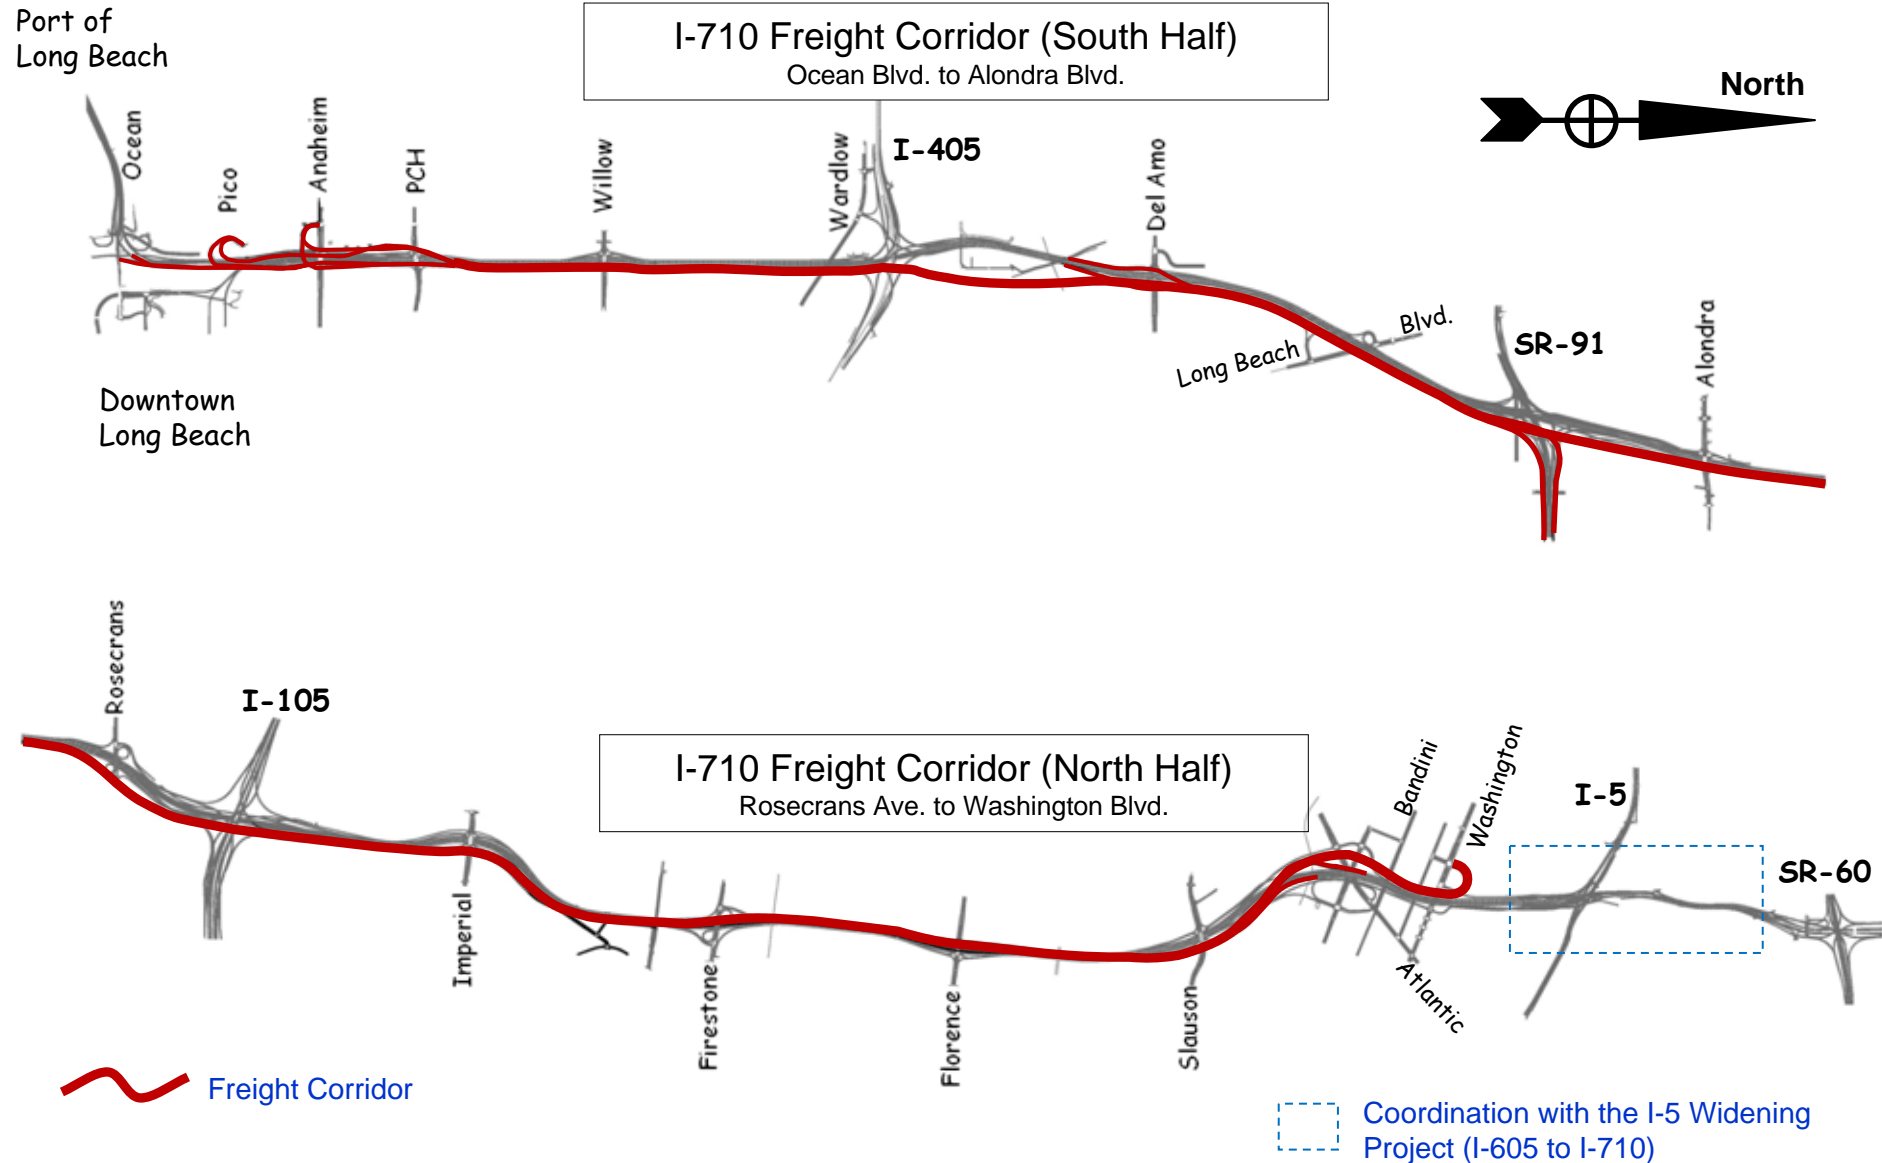 Port of
Long Beach
I-710 Freight Corridor (South Half)
Ocean Blvd. to Alondra Blvd.
North
Ocean
Pico
Anaheim
PCH
Willow
Wardlow
I-405
Del Amo
Long Beach Blvd.
SR-91
Alondra
Downtown
Long Beach
Rosecrans
I-105
I-710 Freight Corridor (North Half)
Rosecrans Ave. to Washington Blvd.
Imperial
Firestone
Florence
Slauson
Bandini
Washington
Atlantic
I-5
SR-60
Freight Corridor
Coordination with the I-5 Widening
Project (I-605 to I-710)